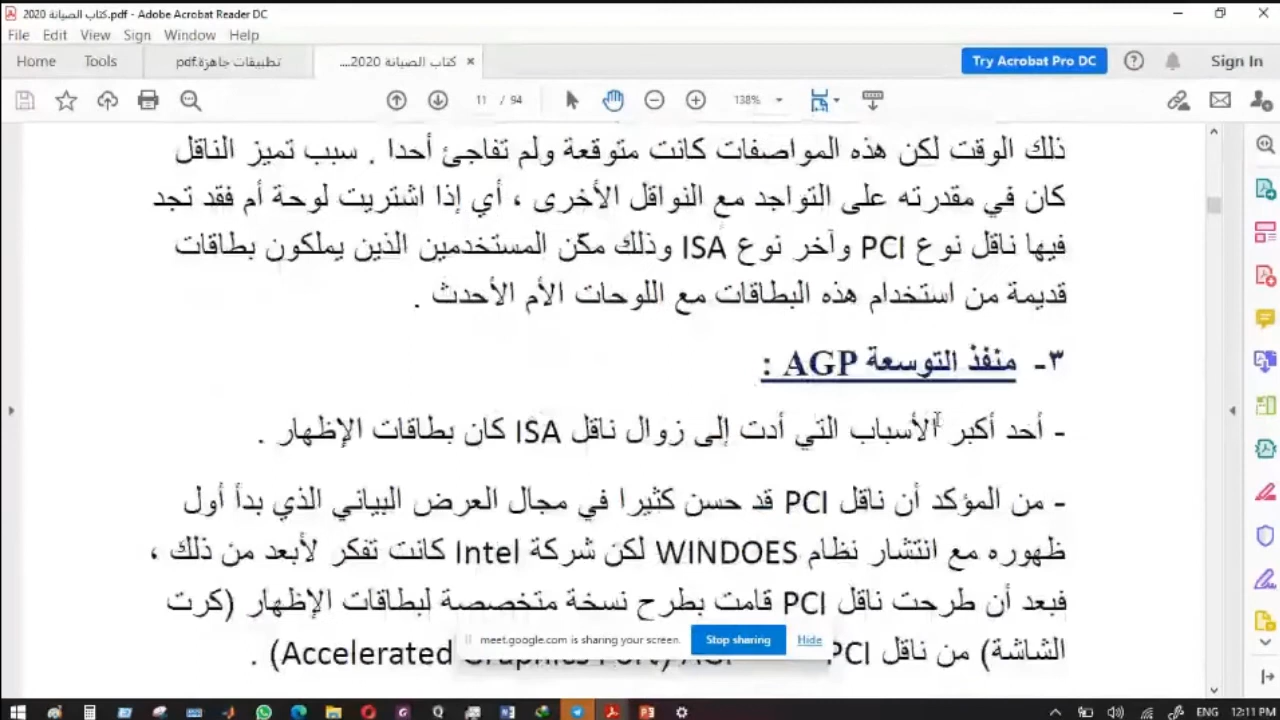 كتاب الصيانة 2020.pdf - Adobe Acrobat Reader DC
File Edit View Sign Window Help
Home Tools تطبيقات جاهزة.pdf كتاب الصيانة 2020.... × Try Acrobat Pro DC Sign In
11 / 94 138%
ذلك الوقت لكن هذه المواصفات كانت متوقعة ولم تفاجئ أحدا . سبب تميز الناقل
كان في مقدرته على التواجد مع النواقل الأخرى ، أي إذا اشتريت لوحة أم فقد تجد
فيها ناقل نوع PCI وآخر نوع ISA وذلك مكّن المستخدمين الذين يملكون بطاقات
قديمة من استخدام هذه البطاقات مع اللوحات الأم الأحدث .
٣- منفذ التوسعة AGP :
- أحد أكبر الأسباب التي أدت إلى زوال ناقل ISA كان بطاقات الإظهار .
- من المؤكد أن ناقل PCI قد حسن كثيرا في مجال العرض البياني الذي بدأ أول
ظهوره مع انتشار نظام WINDOES لكن شركة Intel كانت تفكر لأبعد من ذلك ،
فبعد أن طرحت ناقل PCI قامت بطرح نسخة متخصصة لبطاقات الإظهار (كرت
meet.google.com is sharing your screen. Stop sharing Hide
الشاشة) من ناقل PCI AGP (Accelerated Graphics Port) .
ENG 12:11 PM